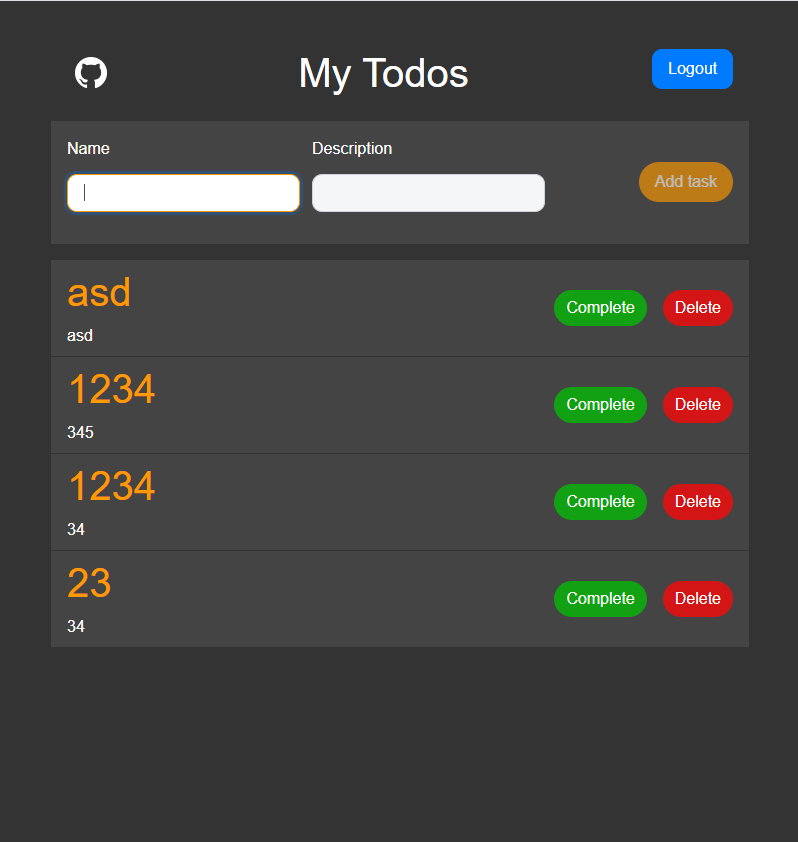 My Todos
Logout
Name
Description
Add task
asd
asd
Complete
Delete
1234
345
Complete
Delete
1234
34
Complete
Delete
23
34
Complete
Delete